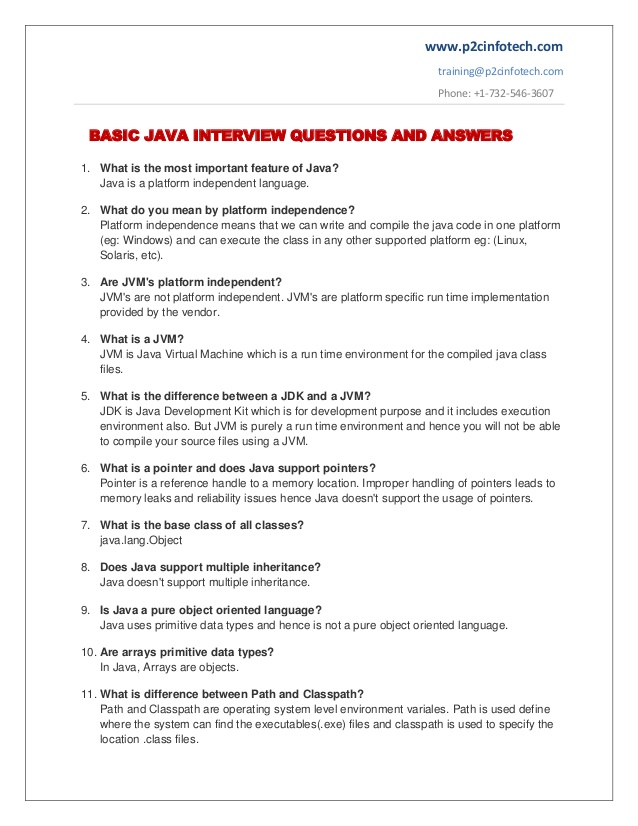 www.p2cinfotech.com
training@p2cinfotech.com
Phone: +1-732-546-3607
BASIC JAVA INTERVIEW QUESTIONS AND ANSWERS
1. What is the most important feature of Java?
Java is a platform independent language.
2. What do you mean by platform independence?
Platform independence means that we can write and compile the java code in one platform
(eg: Windows) and can execute the class in any other supported platform eg: (Linux,
Solaris, etc).
3. Are JVM's platform independent?
JVM's are not platform independent. JVM's are platform specific run time implementation
provided by the vendor.
4. What is a JVM?
JVM is Java Virtual Machine which is a run time environment for the compiled java class
files.
5. What is the difference between a JDK and a JVM?
JDK is Java Development Kit which is for development purpose and it includes execution
environment also. But JVM is purely a run time environment and hence you will not be able
to compile your source files using a JVM.
6. What is a pointer and does Java support pointers?
Pointer is a reference handle to a memory location. Improper handling of pointers leads to
memory leaks and reliability issues hence Java doesn't support the usage of pointers.
7. What is the base class of all classes?
java.lang.Object
8. Does Java support multiple inheritance?
Java doesn't support multiple inheritance.
9. Is Java a pure object oriented language?
Java uses primitive data types and hence is not a pure object oriented language.
10. Are arrays primitive data types?
In Java, Arrays are objects.
11. What is difference between Path and Classpath?
Path and Classpath are operating system level environment variales. Path is used define
where the system can find the executables(.exe) files and classpath is used to specify the
location .class files.